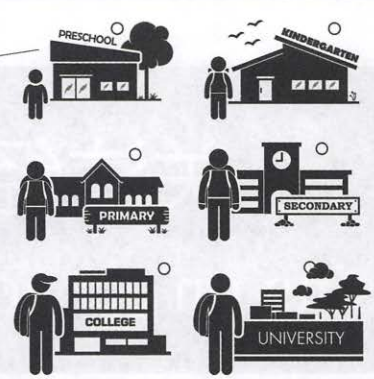 PRESCHOOL
KINDERGARTEN
PRIMARY
SECONDARY
COLLEGE
UNIVERSITY